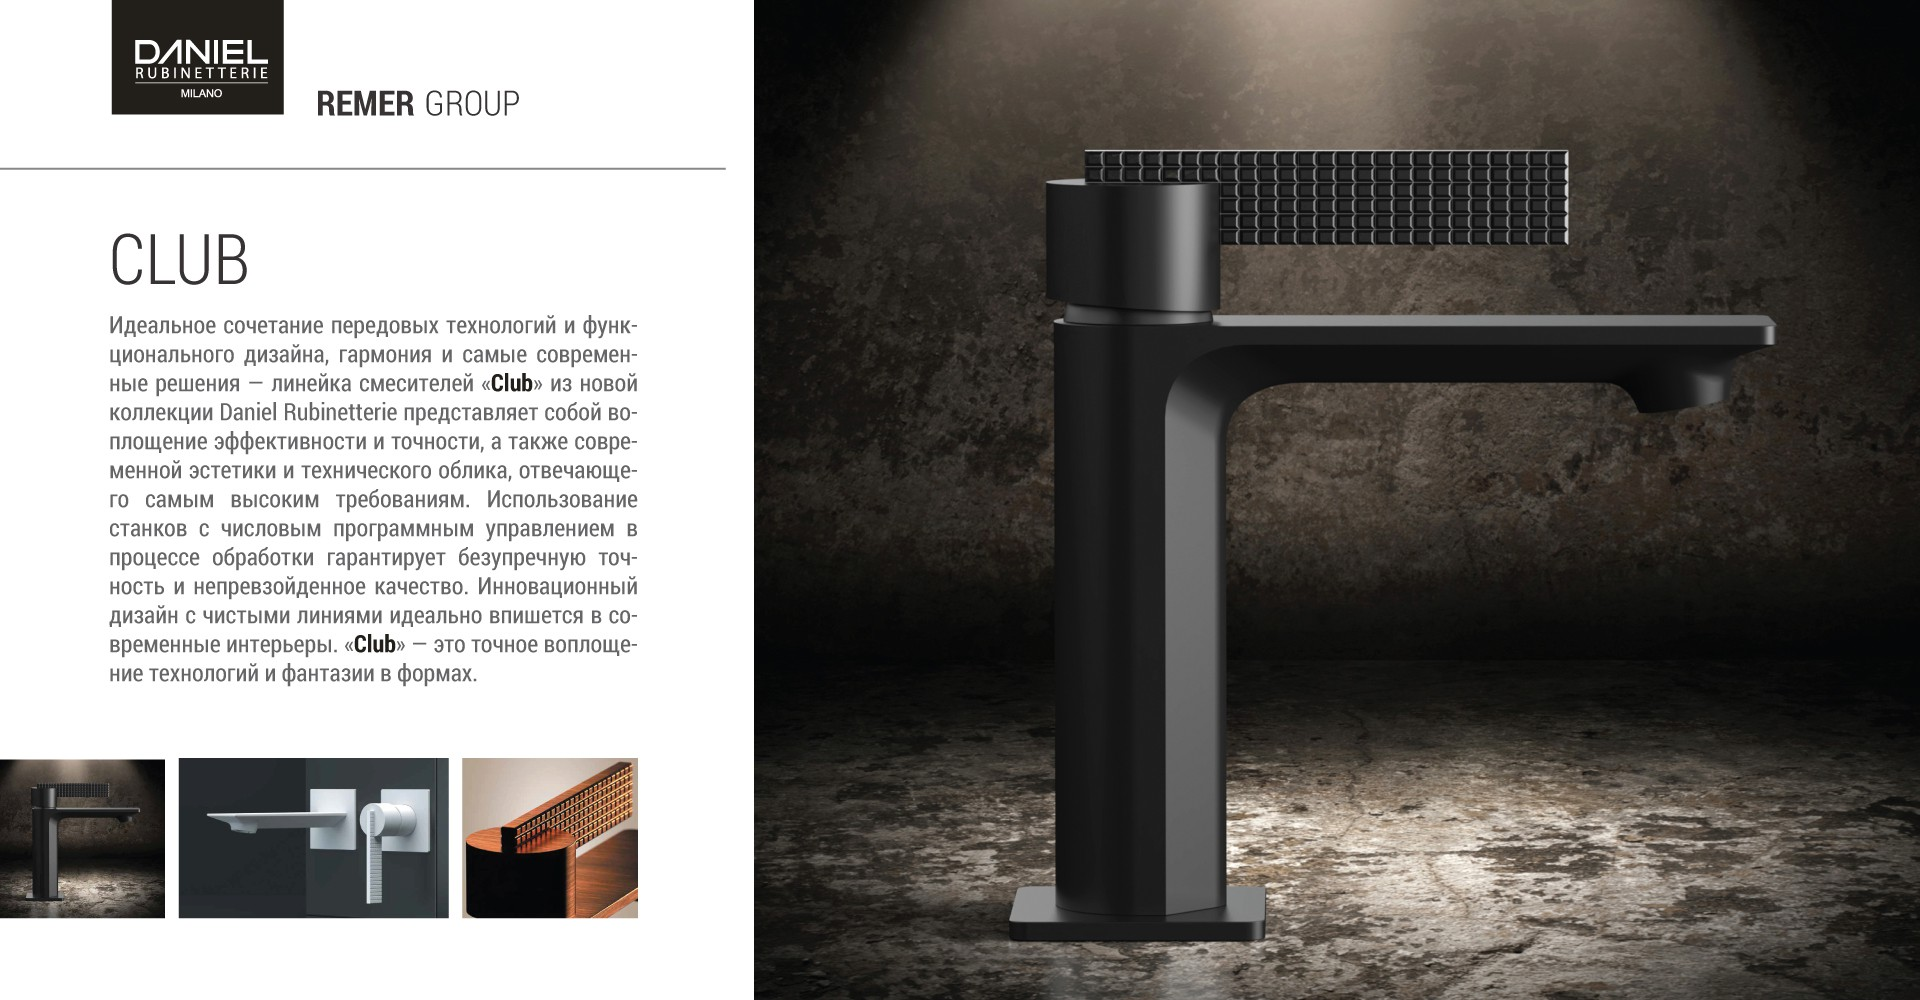 DANIEL
RUBINETTERIE
MILANO
REMER GROUP
CLUB
Идеальное сочетание передовых технологий и функ-
ционального дизайна, гармония и самые современ-
ные решения — линейка смесителей «Club» из новой
коллекции Daniel Rubinetterie представляет собой во-
площение эффективности и точности, а также совре-
менной эстетики и технического облика, отвечающе-
го самым высоким требованиям. Использование
станков с числовым программным управлением в
процессе обработки гарантирует безупречную точ-
ность и непревзойденное качество. Инновационный
дизайн с чистыми линиями идеально впишется в со-
временные интерьеры. «Club» — это точное воплоще-
ние технологий и фантазии в формах.